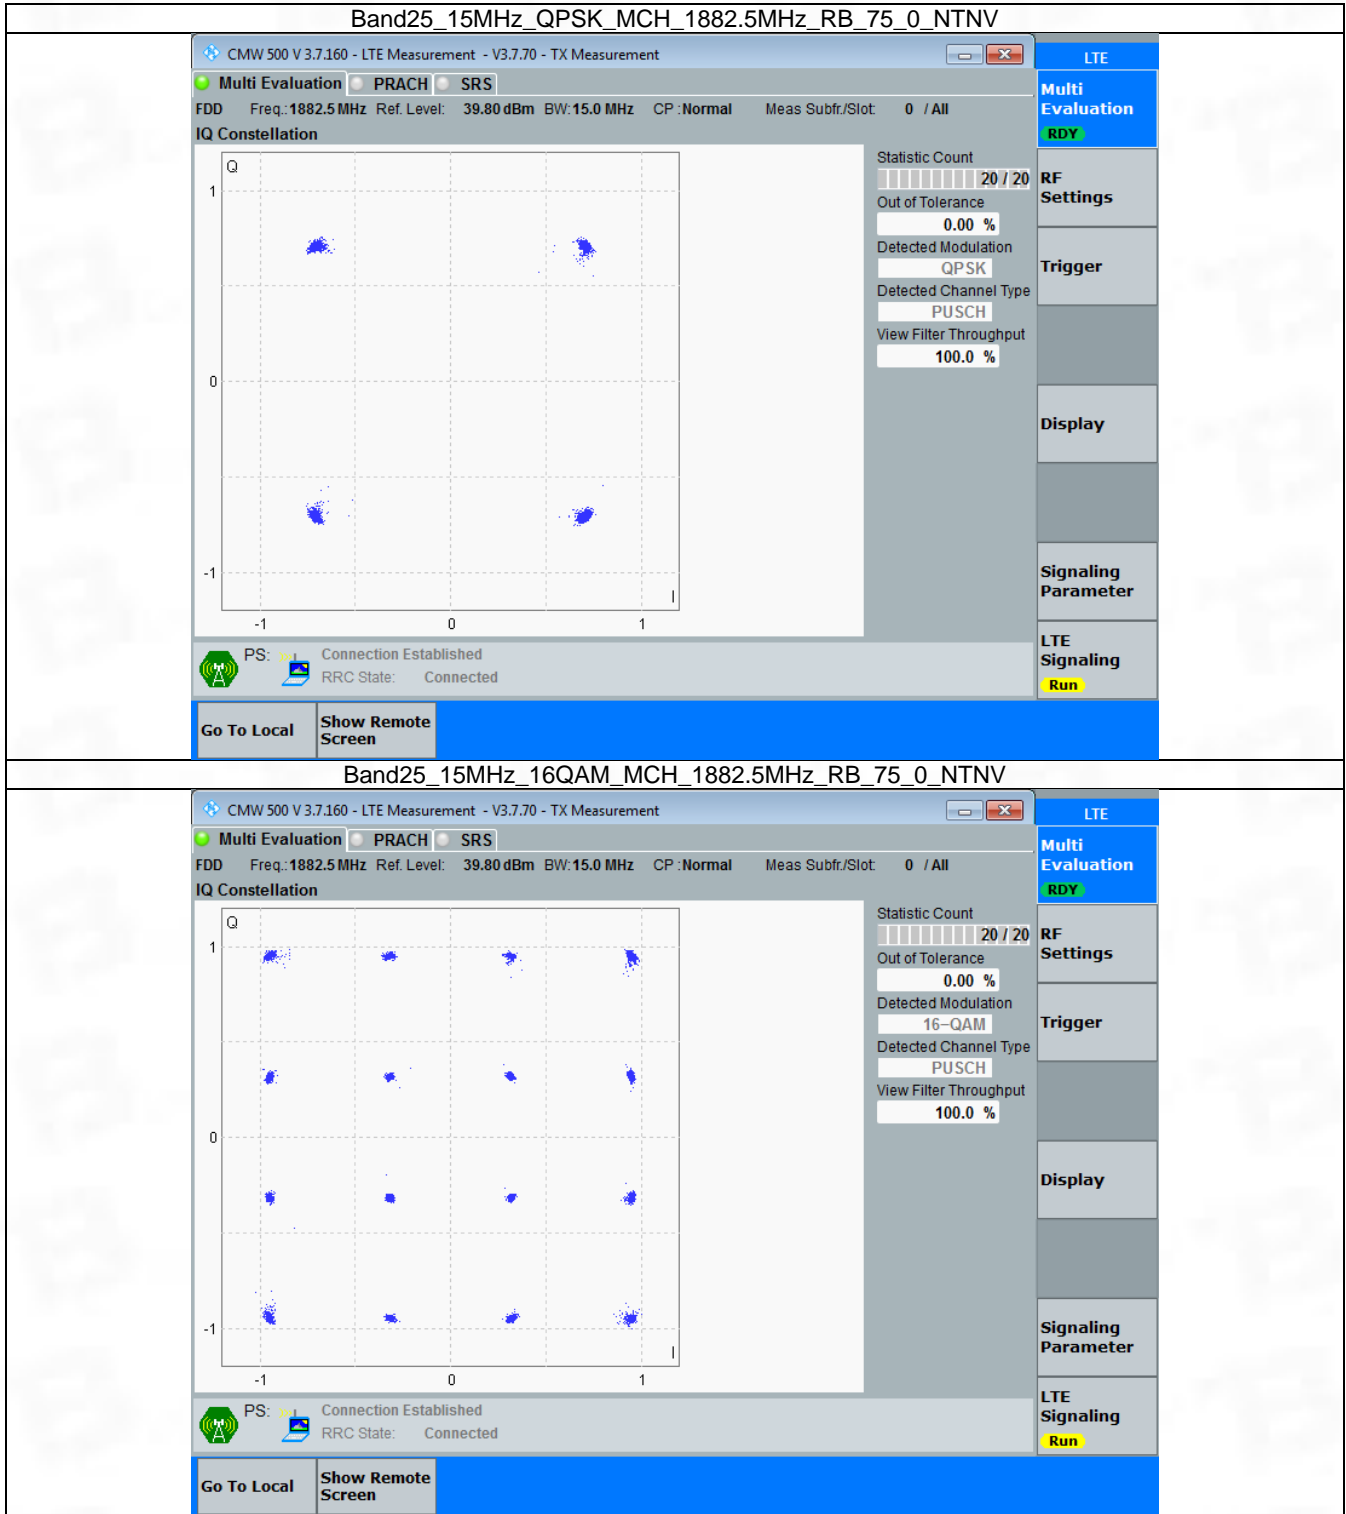 Band25_15MHz_QPSK_MCH_1882.5MHz_RB_75_0_NTNV
CMW 500 V 3.7.160 - LTE Measurement - V3.7.70 - TX Measurement
LTE
Multi Evaluation PRACH SRS
Multi
Evaluation
RDY
FDD Freq.:1882.5 MHz Ref. Level: 39.80 dBm BW:15.0 MHz CP :Normal Meas Subfr./Slot: 0 / All
IQ Constellation
Q
1
0
-1
I
-1 0 1
Statistic Count
20 / 20
Out of Tolerance
0.00 %
Detected Modulation
QPSK
Detected Channel Type
PUSCH
View Filter Throughput
100.0 %
RF
Settings
Trigger
Display
Signaling
Parameter
LTE
Signaling
Run
PS: Connection Established
RRC State: Connected
Go To Local
Show Remote
Screen
Band25_15MHz_16QAM_MCH_1882.5MHz_RB_75_0_NTNV
CMW 500 V 3.7.160 - LTE Measurement - V3.7.70 - TX Measurement
LTE
Multi Evaluation PRACH SRS
Multi
Evaluation
RDY
FDD Freq.:1882.5 MHz Ref. Level: 39.80 dBm BW:15.0 MHz CP :Normal Meas Subfr./Slot: 0 / All
IQ Constellation
Q
1
0
-1
I
-1 0 1
Statistic Count
20 / 20
Out of Tolerance
0.00 %
Detected Modulation
16-QAM
Detected Channel Type
PUSCH
View Filter Throughput
100.0 %
RF
Settings
Trigger
Display
Signaling
Parameter
LTE
Signaling
Run
PS: Connection Established
RRC State: Connected
Go To Local
Show Remote
Screen